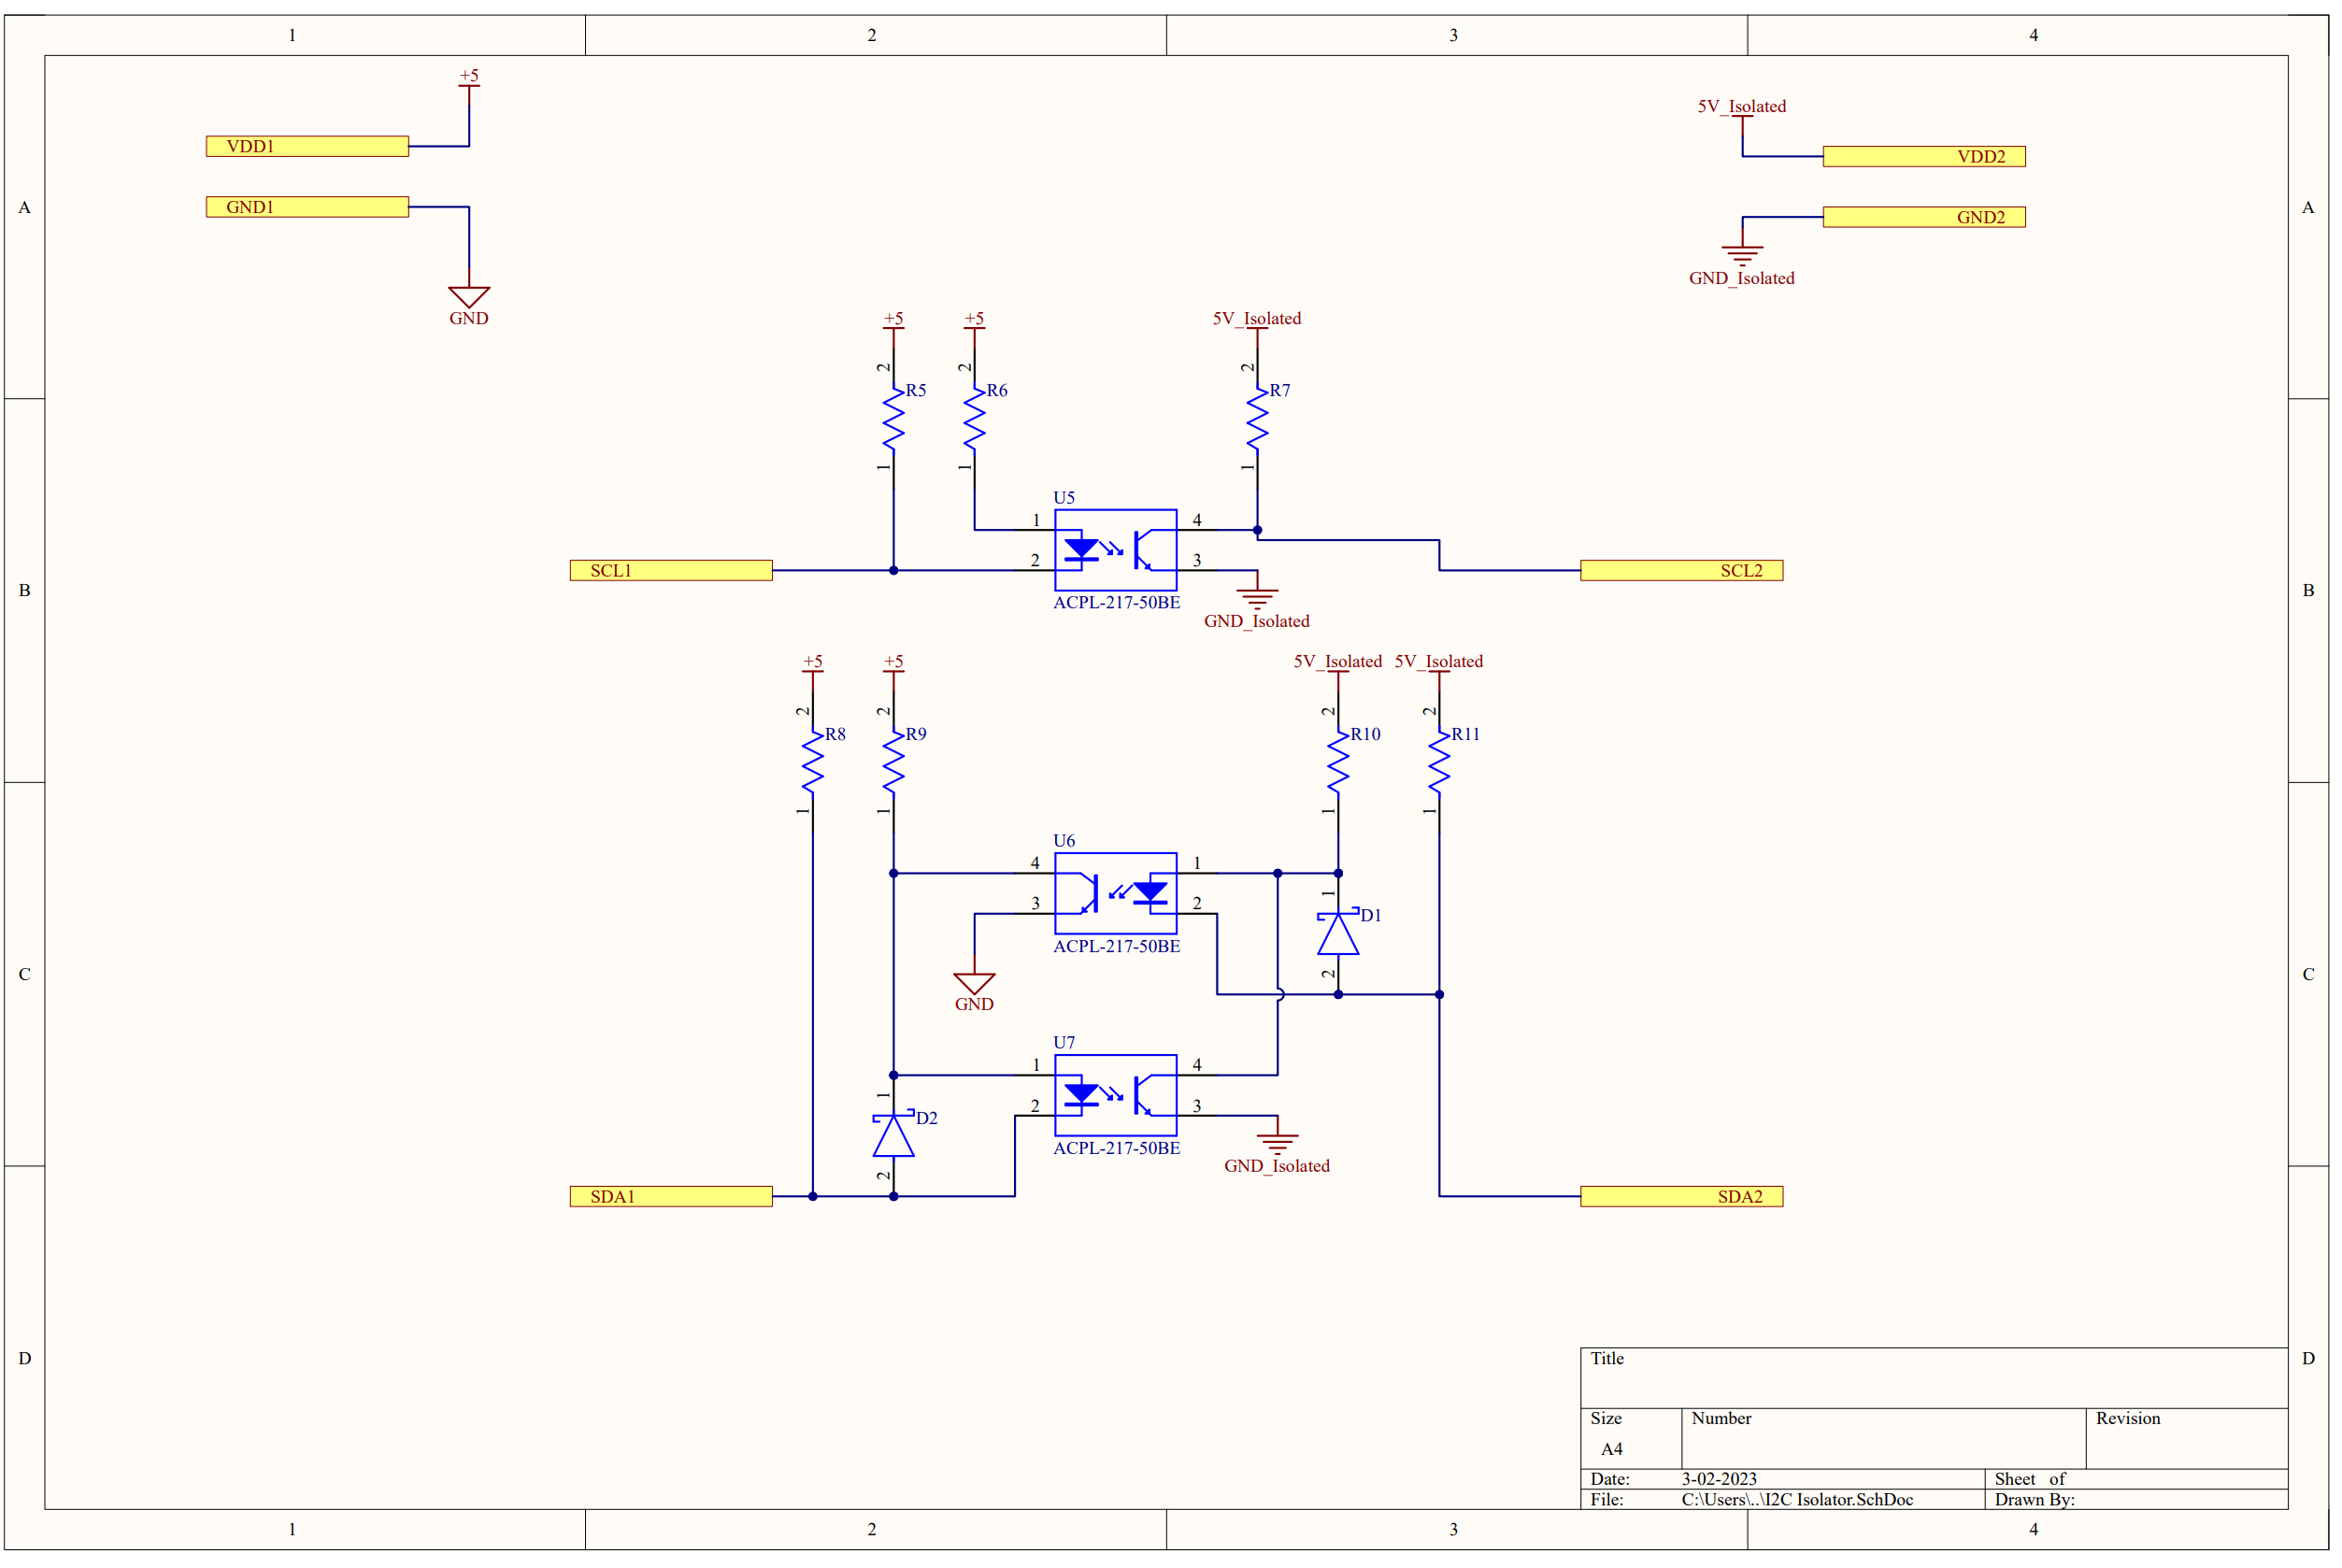 1 2 3 4
+5
5V_Isolated
VDD1
VDD2
A A
GND1
GND2
GND_Isolated
GND
+5 +5 5V_Isolated
2 2 2
R5 R6 R7
1 1 1
U5
1 4
2 3
SCL1
SCL2
B B
ACPL-217-50BE
GND_Isolated
+5 +5 5V_Isolated 5V_Isolated
2 2 2 2
R8 R9 R10 R11
1 1 1 1
U6
4 1
3 2
1
D1
ACPL-217-50BE
2
C C
GND
U7
1 4
2 3
1
D2
ACPL-217-50BE
GND_Isolated
2
SDA1
SDA2
D D
Title
Size Number Revision
A4
Date: 3-02-2023 Sheet of
File: C:\Users\..\I2C Isolator.SchDoc Drawn By:
1 2 3 4